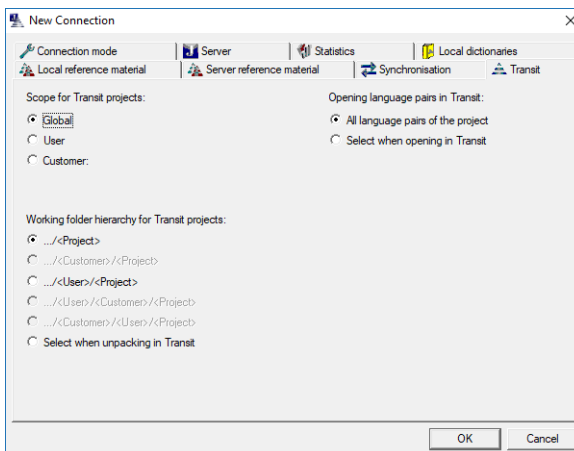 New Connection
Connection mode
Server
Statistics
Local dictionaries
Local reference material
Server reference material
Synchronisation
Transit
Scope for Transit projects:
Global
User
Customer:
Opening language pairs in Transit:
All language pairs of the project
Select when opening in Transit
Working folder hierarchy for Transit projects:
.../<Project>
.../<Customer>/<Project>
.../<User>/<Project>
.../<User>/<Customer>/<Project>
.../<Customer>/<User>/<Project>
Select when unpacking in Transit
OK
Cancel